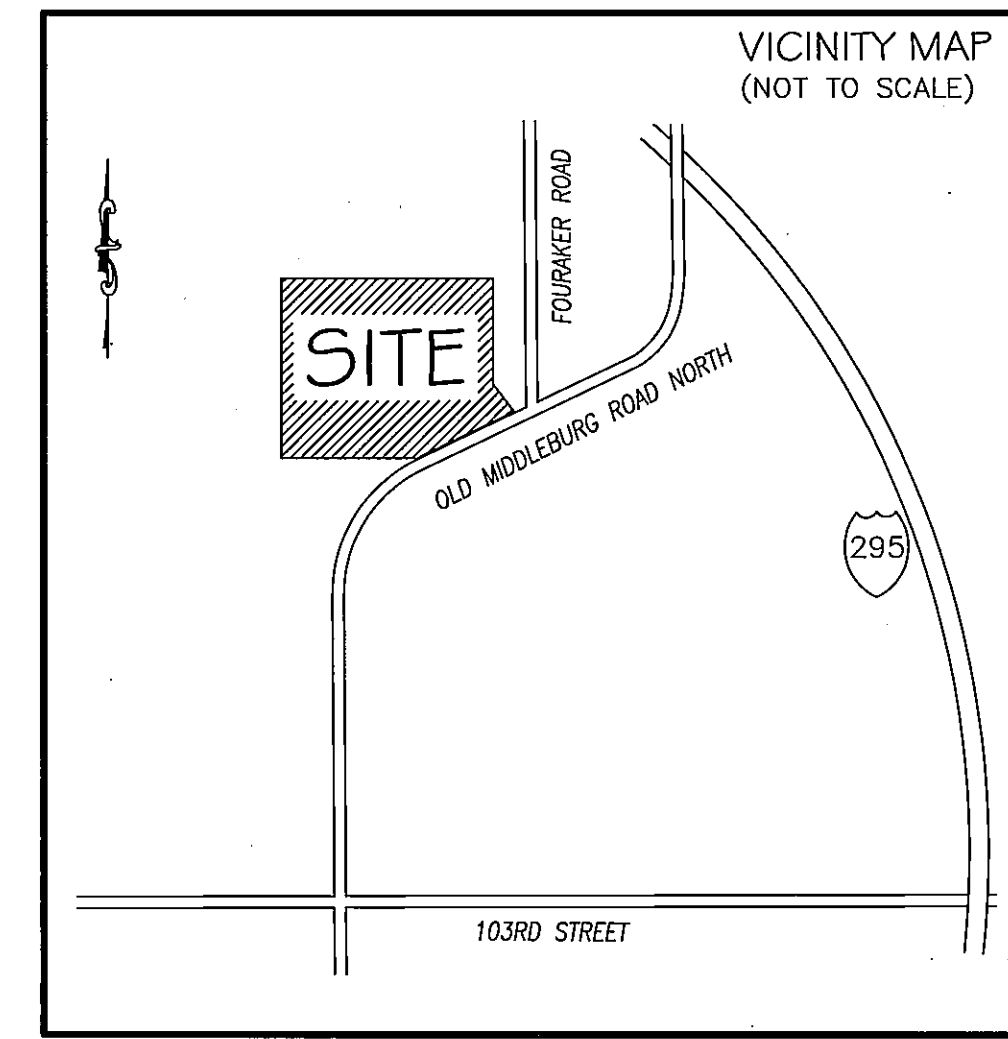 VICINITY MAP
(NOT TO SCALE)
FOURAKER ROAD
SITE
OLD MIDDLEBURG ROAD NORTH
295
103RD STREET